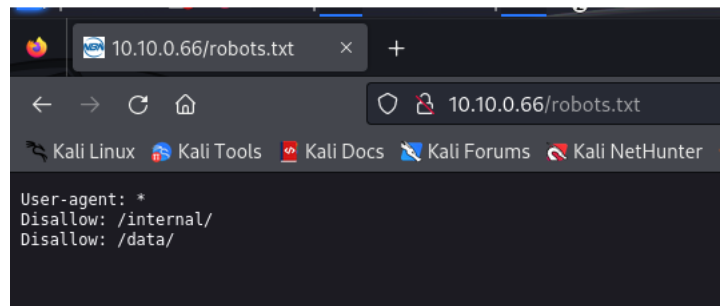 10.10.0.66/robots.txt
10.10.0.66/robots.txt
Kali Linux Kali Tools Kali Docs Kali Forums Kali NetHunter
User-agent: *
Disallow: /internal/
Disallow: /data/